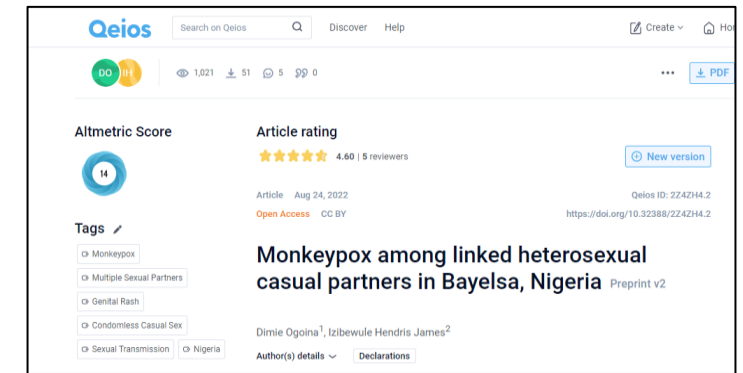 Qeios Search on Qeios Discover Help Create
DO IH 1,021 51 5 0 ... PDF
Altmetric Score
14
Tags
Monkeypox
Multiple Sexual Partners
Genital Rash
Condomless Casual Sex
Sexual Transmission Nigeria
Article rating
4.60 | 5 reviewers
New version
Article Aug 24, 2022 Qeios ID: 2Z4ZH4.2
Open Access CC BY https://doi.org/10.32388/2Z4ZH4.2
Monkeypox among linked heterosexual
casual partners in Bayelsa, Nigeria Preprint v2
Dimie Ogoina1, Izibewule Hendris James2
Author(s) details Declarations